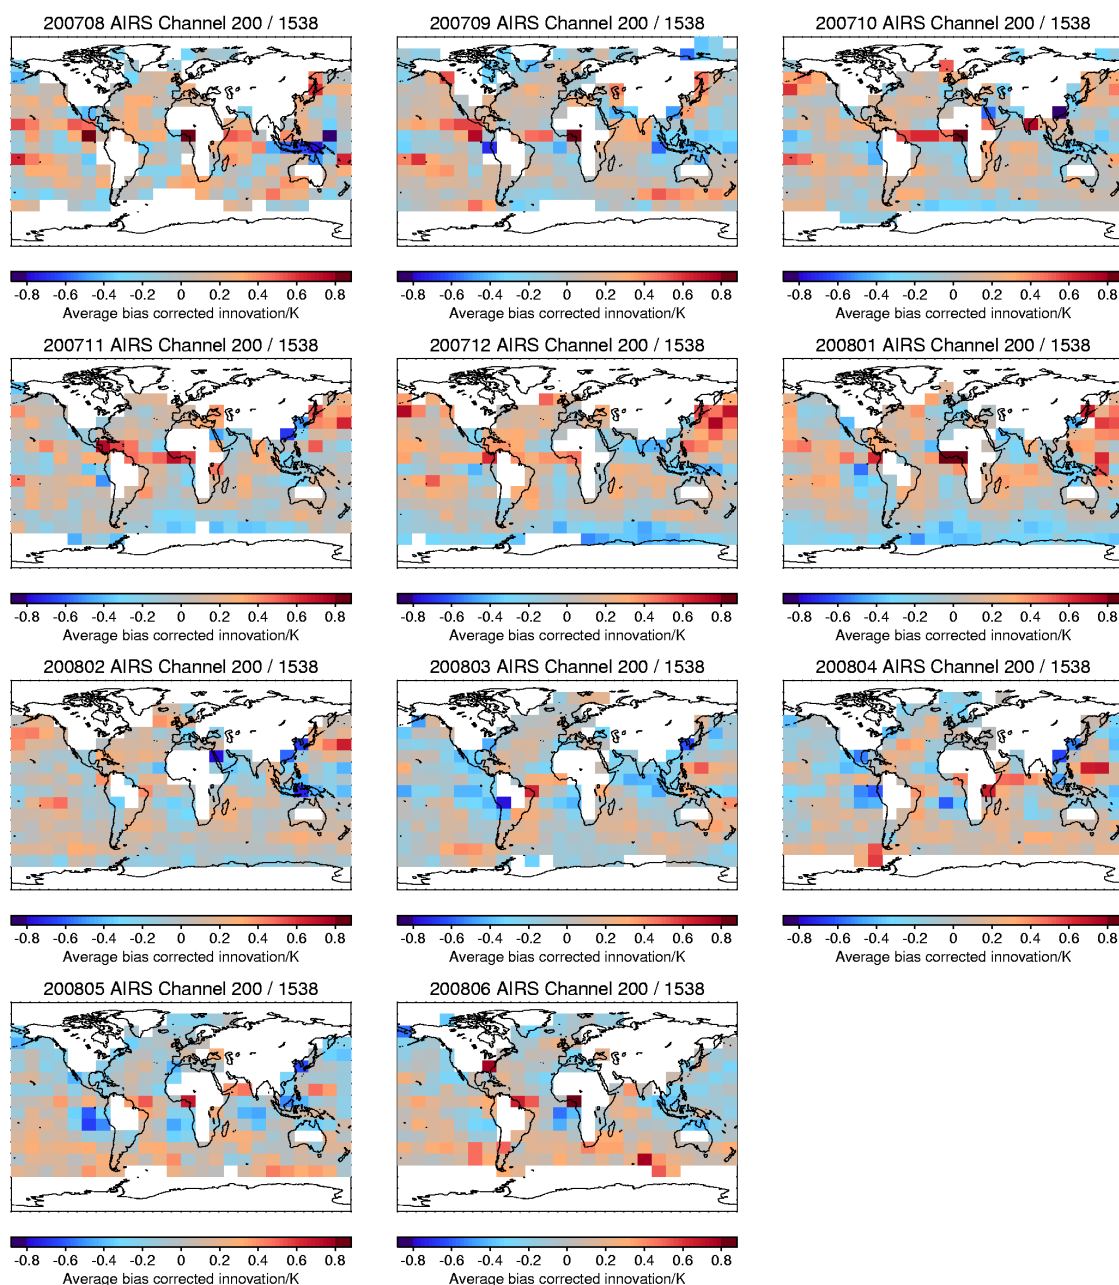 200708 AIRS Channel 200 / 1538
200709 AIRS Channel 200 / 1538
200710 AIRS Channel 200 / 1538
-0.8 -0.6 -0.4 -0.2 0 0.2 0.4 0.6 0.8
-0.8 -0.6 -0.4 -0.2 0 0.2 0.4 0.6 0.8
-0.8 -0.6 -0.4 -0.2 0 0.2 0.4 0.6 0.8
Average bias corrected innovation/K
Average bias corrected innovation/K
Average bias corrected innovation/K
200711 AIRS Channel 200 / 1538
200712 AIRS Channel 200 / 1538
200801 AIRS Channel 200 / 1538
-0.8 -0.6 -0.4 -0.2 0 0.2 0.4 0.6 0.8
-0.8 -0.6 -0.4 -0.2 0 0.2 0.4 0.6 0.8
-0.8 -0.6 -0.4 -0.2 0 0.2 0.4 0.6 0.8
Average bias corrected innovation/K
Average bias corrected innovation/K
Average bias corrected innovation/K
200802 AIRS Channel 200 / 1538
200803 AIRS Channel 200 / 1538
200804 AIRS Channel 200 / 1538
-0.8 -0.6 -0.4 -0.2 0 0.2 0.4 0.6 0.8
-0.8 -0.6 -0.4 -0.2 0 0.2 0.4 0.6 0.8
-0.8 -0.6 -0.4 -0.2 0 0.2 0.4 0.6 0.8
Average bias corrected innovation/K
Average bias corrected innovation/K
Average bias corrected innovation/K
200805 AIRS Channel 200 / 1538
200806 AIRS Channel 200 / 1538
-0.8 -0.6 -0.4 -0.2 0 0.2 0.4 0.6 0.8
-0.8 -0.6 -0.4 -0.2 0 0.2 0.4 0.6 0.8
Average bias corrected innovation/K
Average bias corrected innovation/K